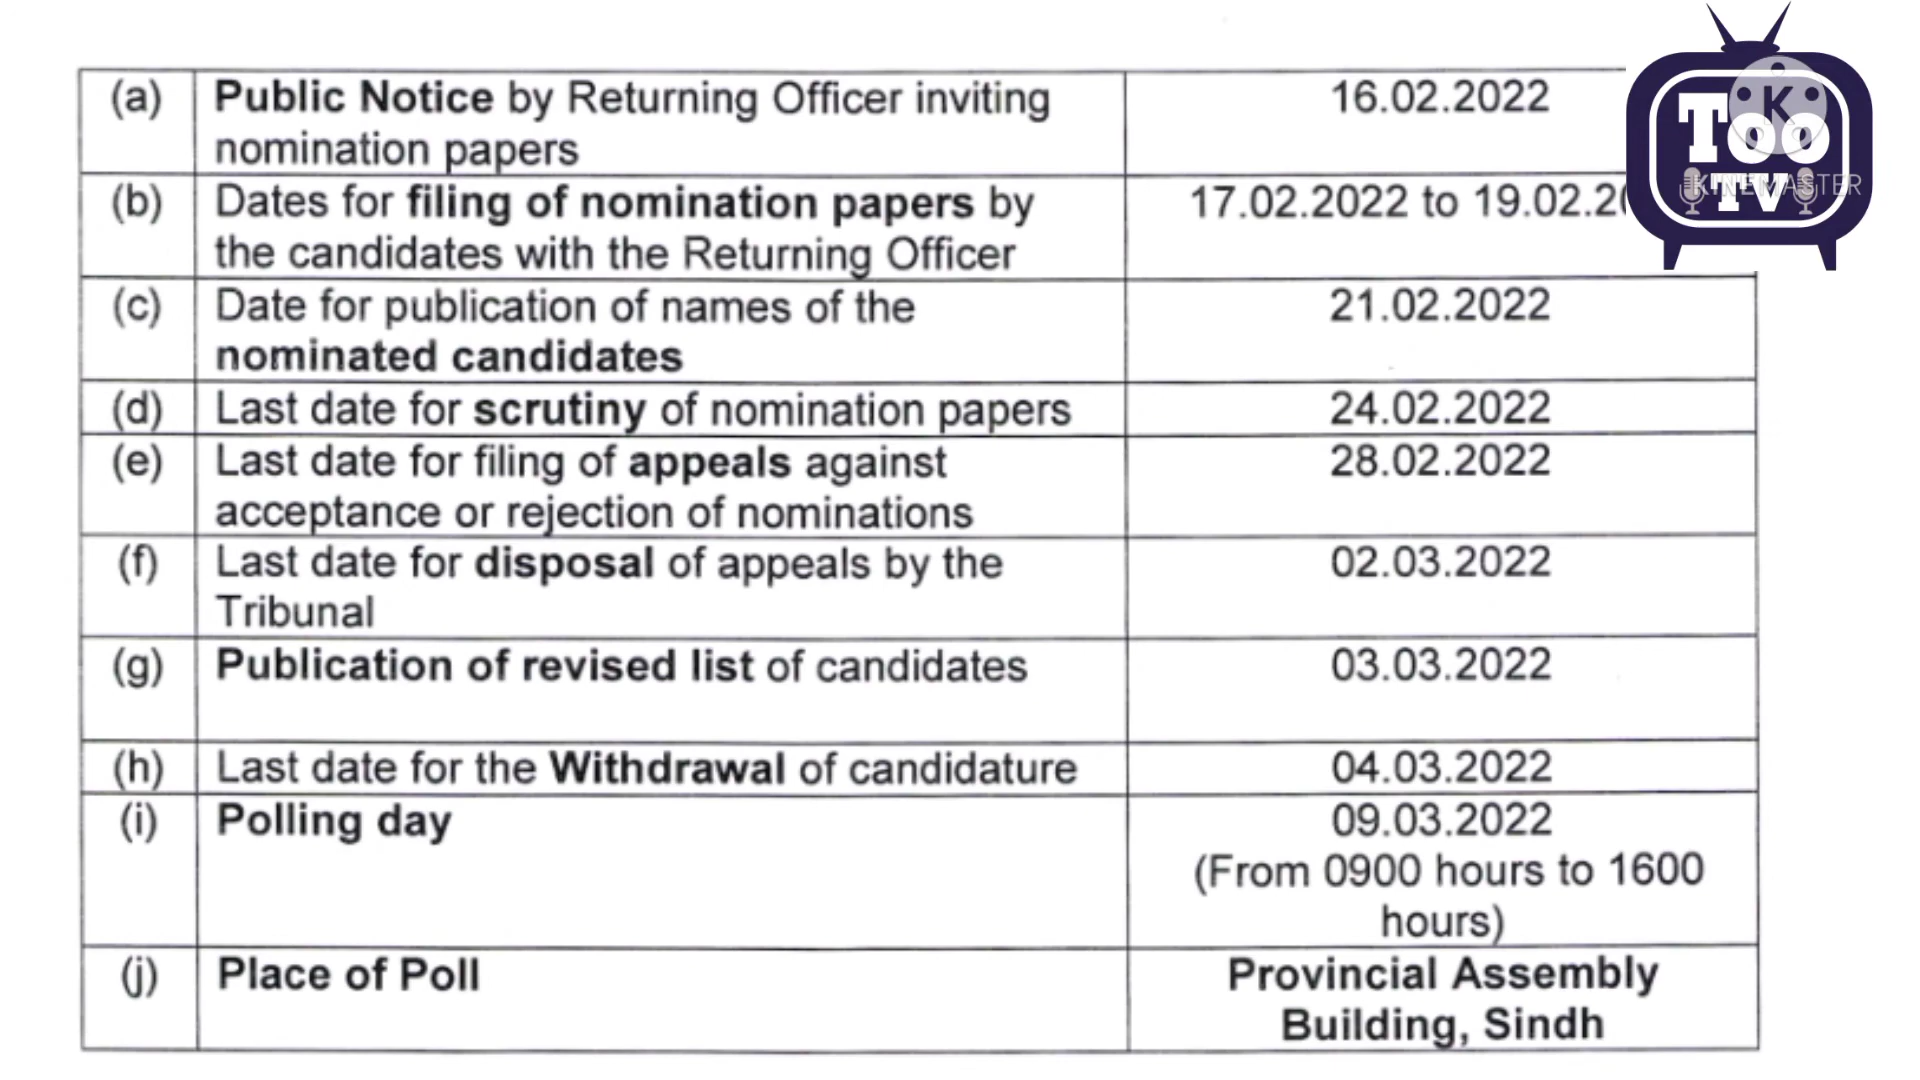 (a) Public Notice by Returning Officer inviting 16.02.2022
nomination papers
(b) Dates for filing of nomination papers by 17.02.2022 to 19.02.2
the candidates with the Returning Officer
(c) Date for publication of names of the 21.02.2022
nominated candidates
(d) Last date for scrutiny of nomination papers 24.02.2022
(e) Last date for filing of appeals against 28.02.2022
acceptance or rejection of nominations
(f) Last date for disposal of appeals by the 02.03.2022
Tribunal
(g) Publication of revised list of candidates 03.03.2022
(h) Last date for the Withdrawal of candidature 04.03.2022
(i) Polling day 09.03.2022
(From 0900 hours to 1600
hours)
(j) Place of Poll Provincial Assembly
Building, Sindh
K
TOO
KINEMASTER
TV